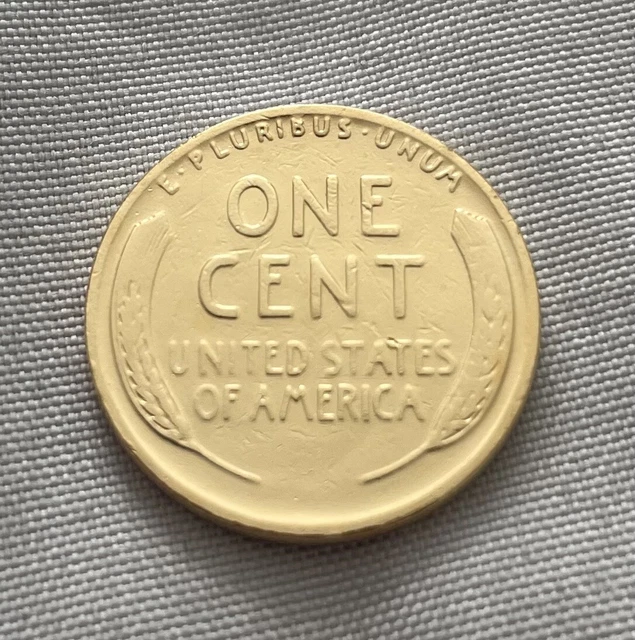 E · PLURIBUS · UNUM
ONE
CENT
UNITED STATES
OF AMERICA